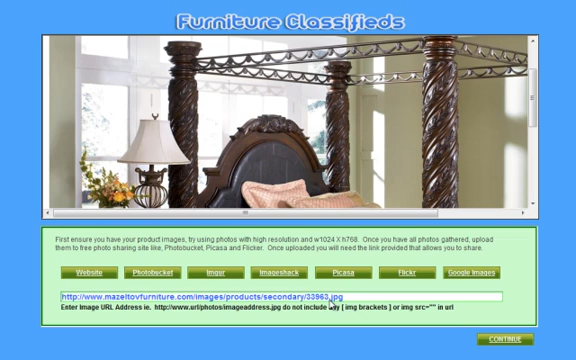 Furniture Classifieds
First ensure you have your product images, try using photos with high resolution and w1024 X h768. Once you have all photos gathered, upload
them to free photo sharing site like, Photobucket, Picasa and Flicker. Once uploaded you will need the link provided that allows you to share.
Website Photobucket Imgur Imageshack Picasa Flickr Google Images
http://www.mazeltovfurniture.com/images/products/secondary/33963.jpg
Enter Image URL Address ie. http://www.url/photos/imageaddress.jpg do not include any [ img brackets ] or img src="" in url
CONTINUE